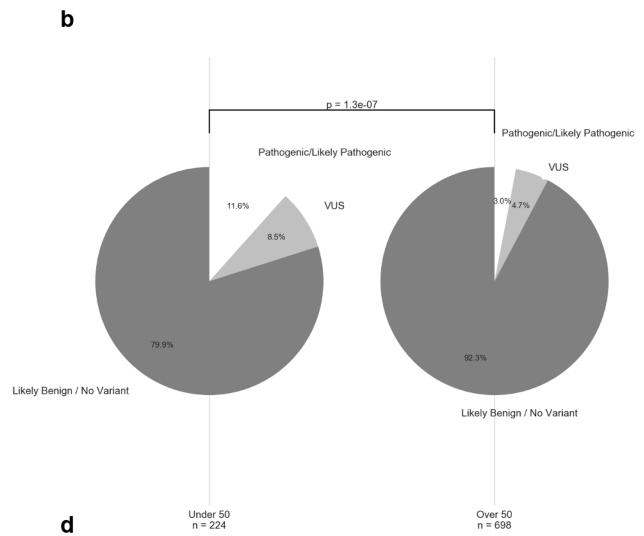 b
p = 1.3e-07
Pathogenic/Likely Pathogenic
11.6%
VUS
8.5%
79.9%
Likely Benign / No Variant
Pathogenic/Likely Pathogenic
VUS
3.0%
4.7%
92.3%
Likely Benign / No Variant
Under 50
n = 224
Over 50
n = 698
d